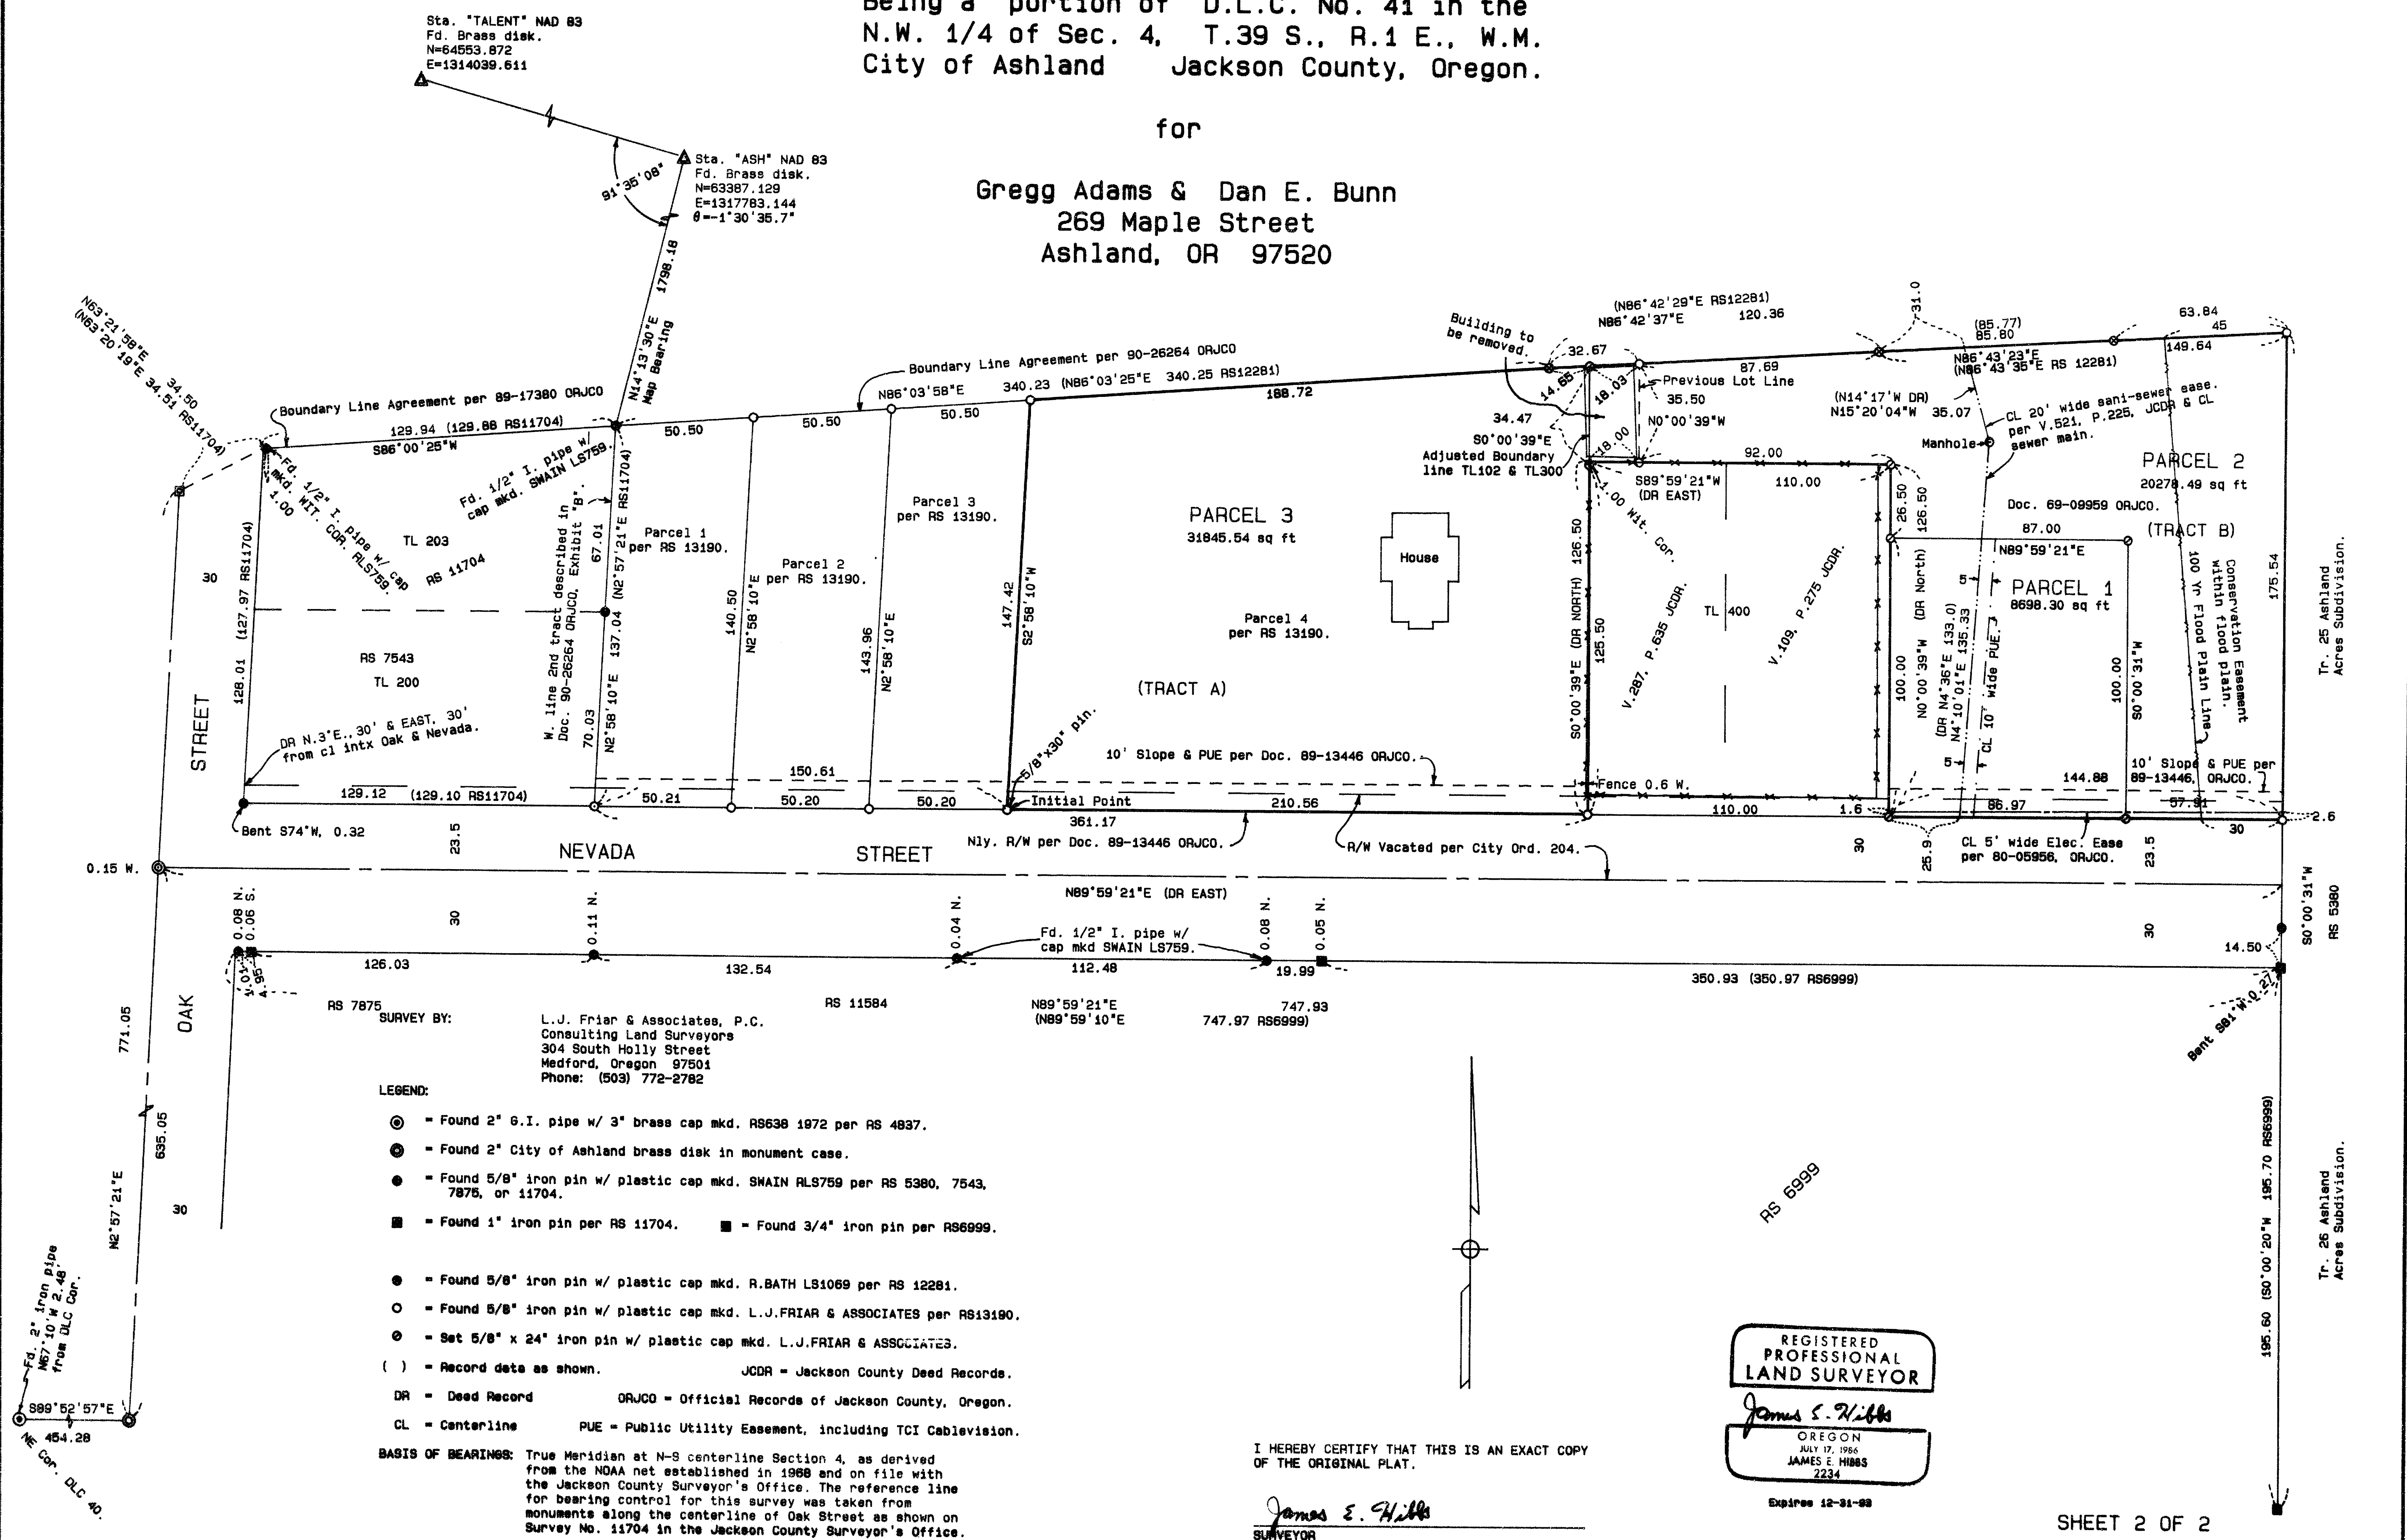 Being a portion of D.L.C. No. 41 in the
N.W. 1/4 of Sec. 4, T.39 S., R.1 E., W.M.
City of Ashland Jackson County, Oregon.
for
Gregg Adams & Dan E. Bunn
269 Maple Street
Ashland, OR 97520
Sta. "TALENT" NAD 83
Fd. Brass disk.
N=64553.872
E=1314039.611
91°35'08"
Sta. "ASH" NAD 83
Fd. Brass disk.
N=63387.129
E=1317783.144
θ=-1°30'35.7"
1798.18
N14°13'30"E
Map Bearing
N63°21'58"E 34.50
(N63°20'19"E 34.51 RS11704)
Boundary Line Agreement per 89-17380 ORJCO
129.94 (129.88 RS11704)
S86°00'25"W
Fd. 1/2" I. pipe w/ cap
mkd. WIT. COR. RLS759.
1.00
Fd. 1/2" I. pipe w/
cap mkd. SWAIN LS759.
TL 203
RS 11704
30
128.01 (127.97 RS11704)
RS 7543
TL 200
DR N.3°E.,30' & EAST, 30'
from cl intx Oak & Nevada.
W. line 2nd tract described in
Doc. 90-26264 ORJCO, Exhibit "B".
67.01
70.03
N2°58'10"E 137.04 (N2°57'21"E RS11704)
Boundary Line Agreement per 90-26264 ORJCO
N86°03'58"E 340.23 (N86°03'25"E 340.25 RS12281)
50.50
50.50
50.50
188.72
Parcel 1
per RS 13190.
Parcel 2
per RS 13190.
Parcel 3
per RS 13190.
140.50
N2°58'10"E
143.96
N2°58'10"E
147.42
S2°58'10"W
PARCEL 3
31845.54 sq ft
House
Parcel 4
per RS 13190.
(TRACT A)
5/8"x30" pin.
Initial Point
10' Slope & PUE per Doc. 89-13446 ORJCO.
Building to
be removed.
32.67
14.65
18.03
34.47
S0°00'39"E
Adjusted Boundary
line TL102 & TL300
18.00
(N86°42'29"E RS12281)
N86°42'37"E 120.36
87.69
Previous Lot Line
35.50
N0°00'39"W
92.00
S89°59'21"W
(DR EAST)
110.00
1.00 Wit. Cor.
S0°00'39"E (DR NORTH) 126.50
125.50
V.287, P.635 JCDR.
TL 400
V.109, P.275 JCDR.
Fence 0.6 W.
31.0
(85.77)
85.80
63.84
45
N86°43'23"E
(N86°43'35"E RS 12281)
149.64
(N14°17'W DR)
N15°20'04"W 35.07
CL 20' wide sani-sewer ease.
per V.521, P.225, JCDR & CL
sewer main.
Manhole
PARCEL 2
20278.49 sq ft
Doc. 69-09959 ORJCO.
(TRACT B)
87.00
N89°59'21"E
26.50
126.50
100.00
N0°00'39"W (DR North)
PARCEL 1
8698.30 sq ft
5
5
(DR N4°36'E 133.0)
N4°10'01"E 135.33
CL 10' wide PUE.
100.00
S0°00'31"W
100 Yr Flood Plain Line
Conservation Easement
within flood plain.
175.54
Tr. 25 Ashland
Acres Subdivision.
10' Slope & PUE per
89-13446, ORJCO.
144.88
86.97
57.91
2.6
30
STREET
129.12 (129.10 RS11704)
150.61
50.21
50.20
50.20
210.56
361.17
110.00
1.6
Bent S74°W, 0.32
23.5
NEVADA STREET
Nly. R/W per Doc. 89-13446 ORJCO.
R/W Vacated per City Ord. 204.
30
25.9
CL 5' wide Elec. Ease
per 80-05956, ORJCO.
23.5
0.15 W.
N89°59'21"E (DR EAST)
S0°00'31"W
RS 5380
0.08 N.
0.06 S.
30
0.11 N.
0.04 N.
Fd. 1/2" I. pipe w/
cap mkd SWAIN LS759.
0.08 N.
0.05 N.
30
14.50
1.01
4.95
126.03
132.54
112.48
19.99
350.93 (350.97 RS6999)
RS 7875
RS 11584
N89°59'21"E 747.93
(N89°59'10"E 747.97 RS6999)
Bent S81°W 0.27
OAK
771.05
635.05
N2°57'21"E
30
Fd. 2" iron pipe
N67°10'W 2.48'
from DLC Cor.
S89°52'57"E
454.28
NE Cor. DLC 40.
SURVEY BY:
L.J. Friar & Associates, P.C.
Consulting Land Surveyors
304 South Holly Street
Medford, Oregon 97501
Phone: (503) 772-2782
LEGEND:
= Found 2" G.I. pipe w/ 3" brass cap mkd. RS638 1972 per RS 4837.
= Found 2" City of Ashland brass disk in monument case.
= Found 5/8" iron pin w/ plastic cap mkd. SWAIN RLS759 per RS 5380, 7543,
7875, or 11704.
= Found 1" iron pin per RS 11704. = Found 3/4" iron pin per RS6999.
= Found 5/8" iron pin w/ plastic cap mkd. R.BATH LS1069 per RS 12281.
= Found 5/8" iron pin w/ plastic cap mkd. L.J.FRIAR & ASSOCIATES per RS13190.
= Set 5/8" x 24" iron pin w/ plastic cap mkd. L.J.FRIAR & ASSOCIATES.
( ) = Record data as shown. JCDR = Jackson County Deed Records.
DR = Deed Record ORJCO = Official Records of Jackson County, Oregon.
CL = Centerline PUE = Public Utility Easement, including TCI Cablevision.
BASIS OF BEARINGS: True Meridian at N-S centerline Section 4, as derived
from the NOAA net established in 1968 and on file with
the Jackson County Surveyor's Office. The reference line
for bearing control for this survey was taken from
monuments along the centerline of Oak Street as shown on
Survey No. 11704 in the Jackson County Surveyor's Office.
RS 6999
195.60 (S0°00'20"W 195.70 RS6999)
Tr. 26 Ashland
Acres Subdivision.
I HEREBY CERTIFY THAT THIS IS AN EXACT COPY
OF THE ORIGINAL PLAT.
James E. Hibbs
SURVEYOR
REGISTERED
PROFESSIONAL
LAND SURVEYOR
James E. Hibbs
OREGON
JULY 17, 1986
JAMES E. HIBBS
2234
Expires 12-31-93
SHEET 2 OF 2